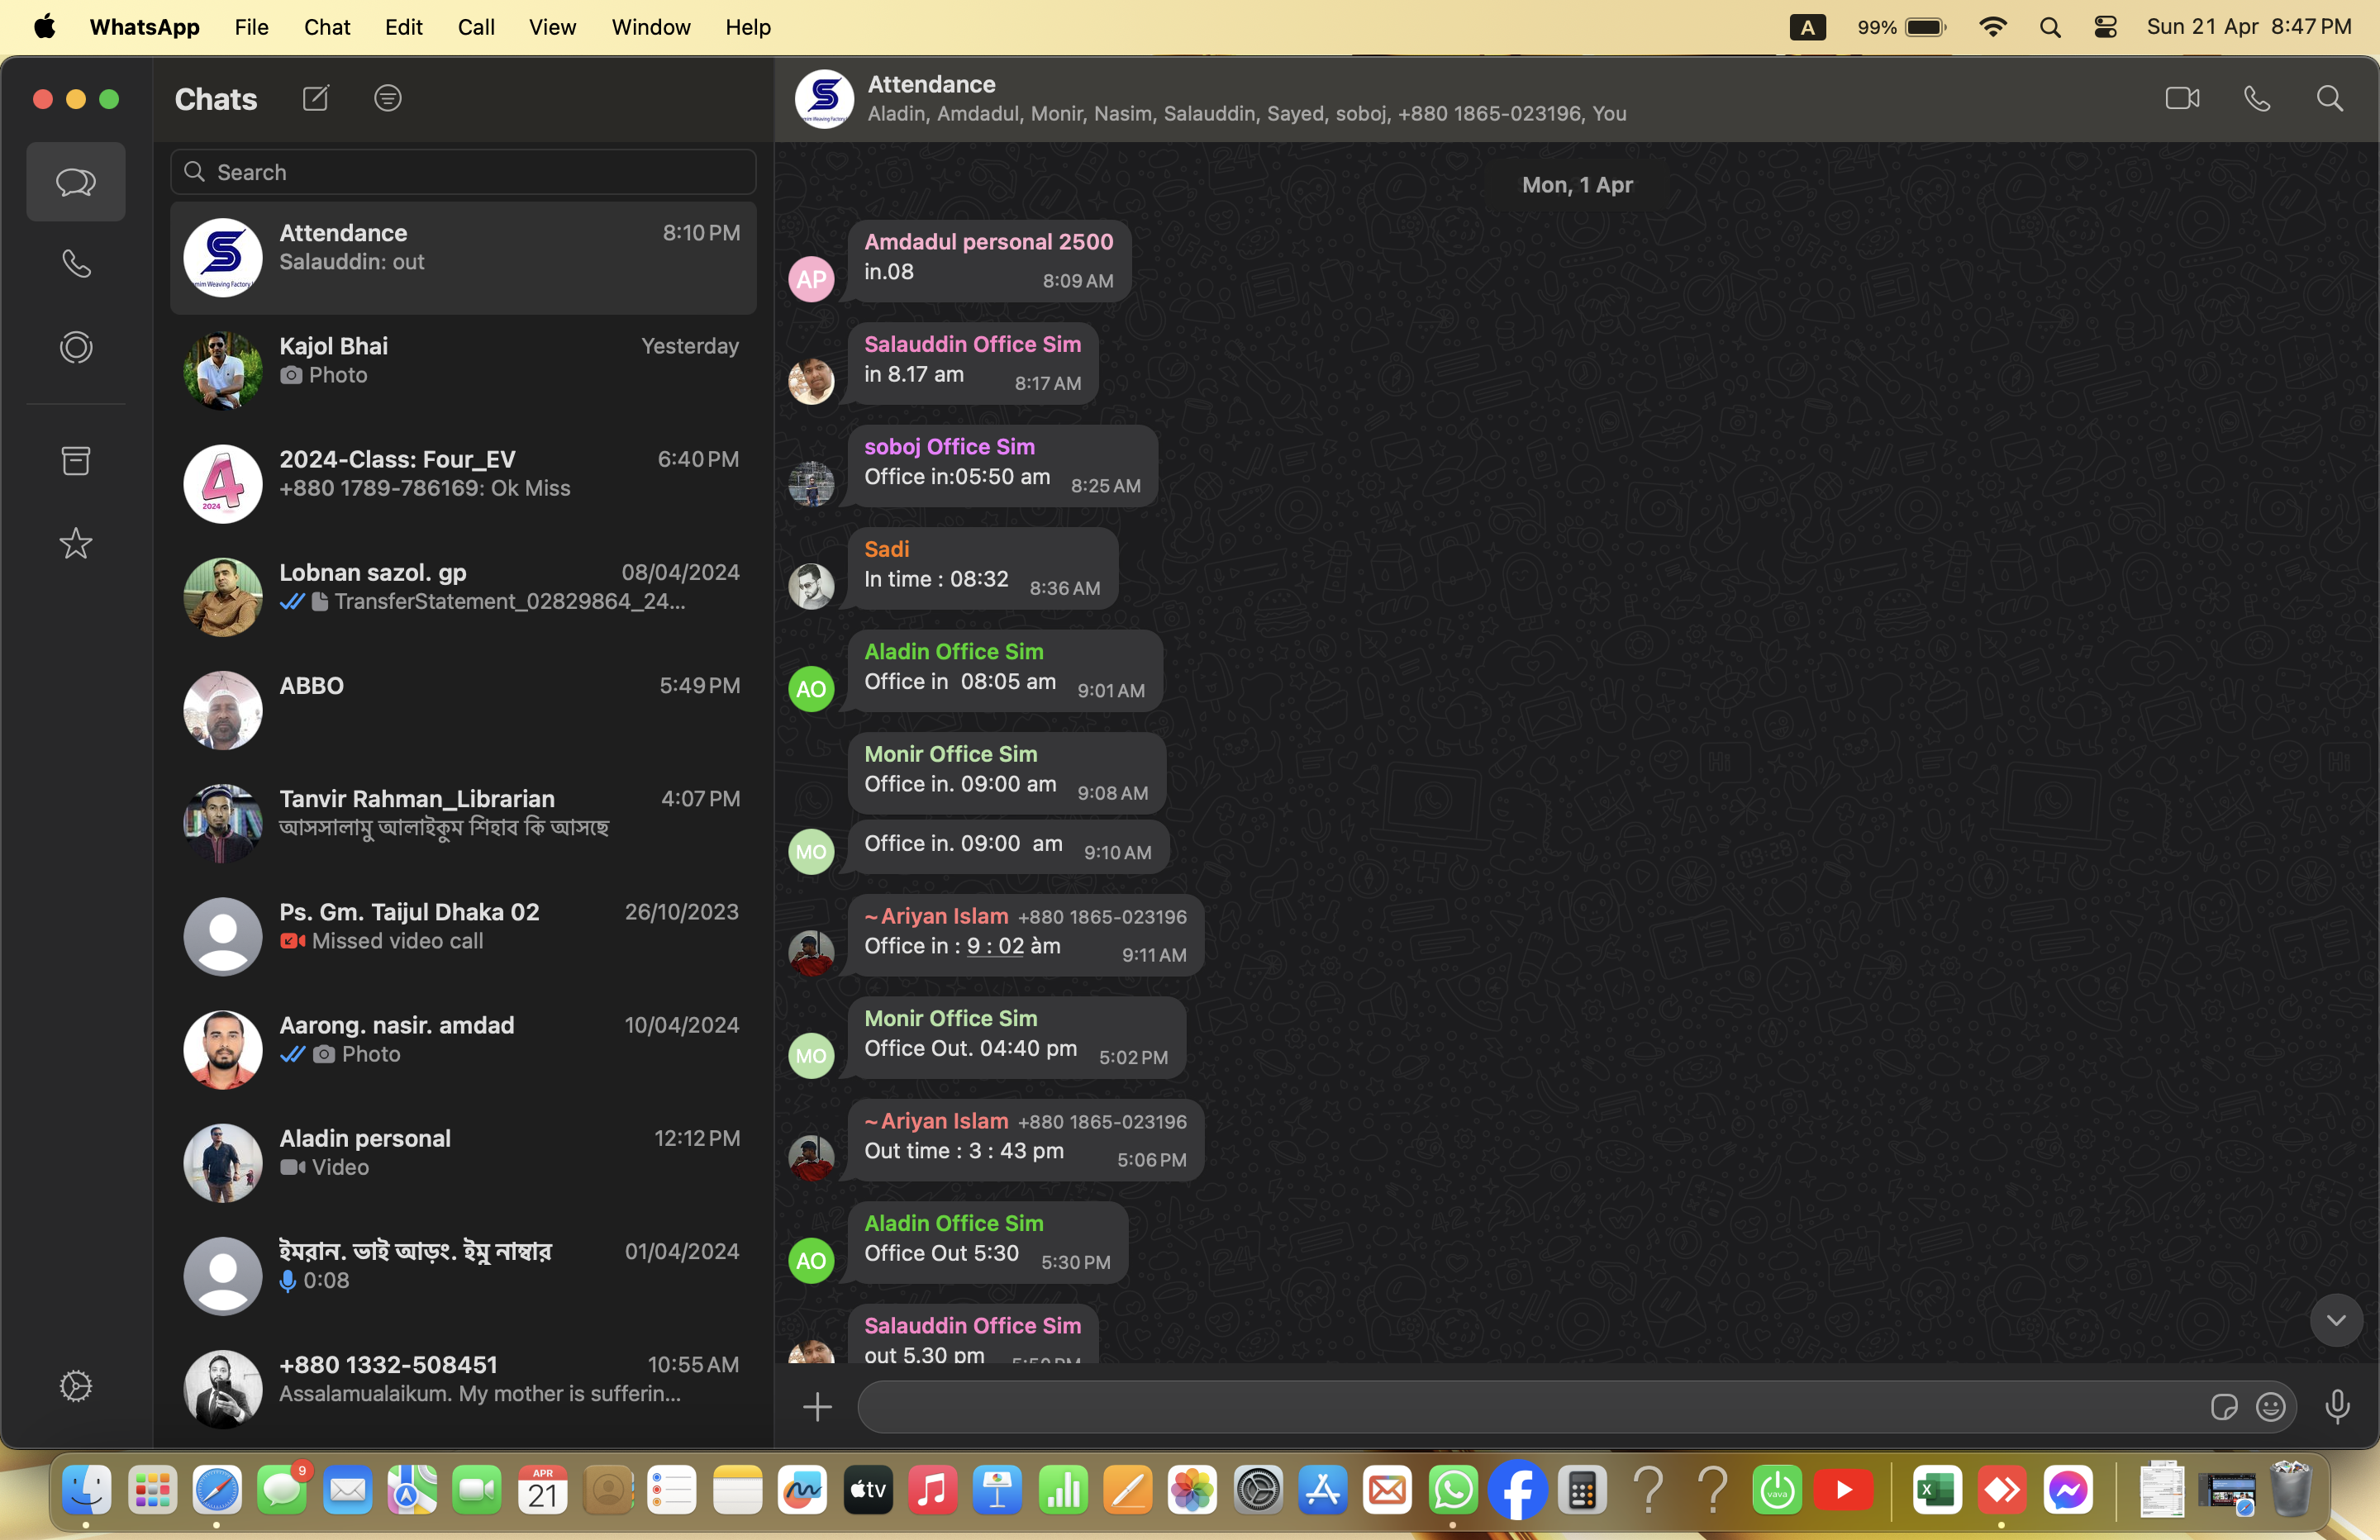 WhatsApp File Chat Edit Call View Window Help A 99% Sun 21 Apr 8:47 PM
Chats
Search
Attendance 8:10 PM
Salauddin: out
Kajol Bhai Yesterday
Photo
2024-Class: Four_EV 6:40 PM
+880 1789-786169: Ok Miss
Lobnan sazol. gp 08/04/2024
TransferStatement_02829864_24...
ABBO 5:49 PM
Tanvir Rahman_Librarian 4:07 PM
আসসালামু আলাইকুম শিহাব কি আসছে
Ps. Gm. Taijul Dhaka 02 26/10/2023
Missed video call
Aarong. nasir. amdad 10/04/2024
Photo
Aladin personal 12:12 PM
Video
ইমরান. ভাই আড়ং. ইমু নাম্বার 01/04/2024
0:08
+880 1332-508451 10:55 AM
Assalamualaikum. My mother is sufferin...
Attendance
Aladin, Amdadul, Monir, Nasim, Salauddin, Sayed, soboj, +880 1865-023196, You
Mon, 1 Apr
Amdadul personal 2500
AP in.08 8:09 AM
Salauddin Office Sim
in 8.17 am 8:17 AM
soboj Office Sim
Office in:05:50 am 8:25 AM
Sadi
In time : 08:32 8:36 AM
Aladin Office Sim
AO Office in 08:05 am 9:01 AM
Monir Office Sim
Office in. 09:00 am 9:08 AM
MO Office in. 09:00 am 9:10 AM
~Ariyan Islam +880 1865-023196
Office in : 9 : 02 àm 9:11 AM
Monir Office Sim
MO Office Out. 04:40 pm 5:02 PM
~Ariyan Islam +880 1865-023196
Out time : 3 : 43 pm 5:06 PM
Aladin Office Sim
AO Office Out 5:30 5:30 PM
Salauddin Office Sim
out 5.30 pm 5:50 PM
9
APR
21
tv